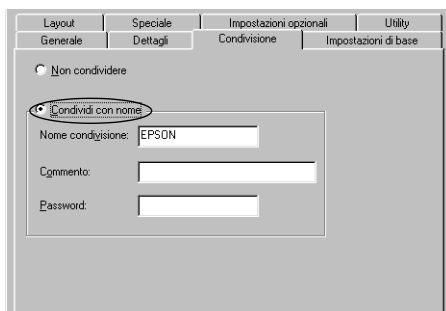 Layout Speciale Impostazioni opzionali Utility
Generale Dettagli Condivisione Impostazioni di base
Non condividere
Condividi con nome
Nome condivisione: EPSON
Commento:
Password: